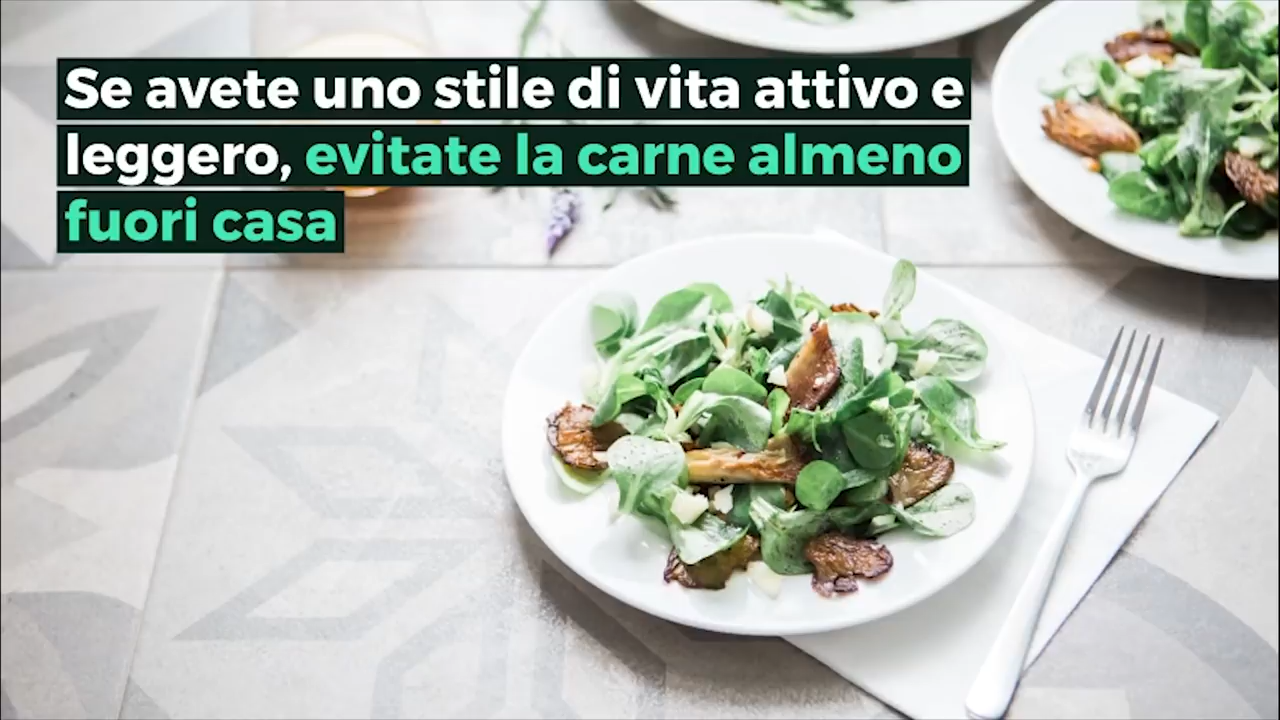 Se avete uno stile di vita attivo e
leggero, evitate la carne almeno
fuori casa